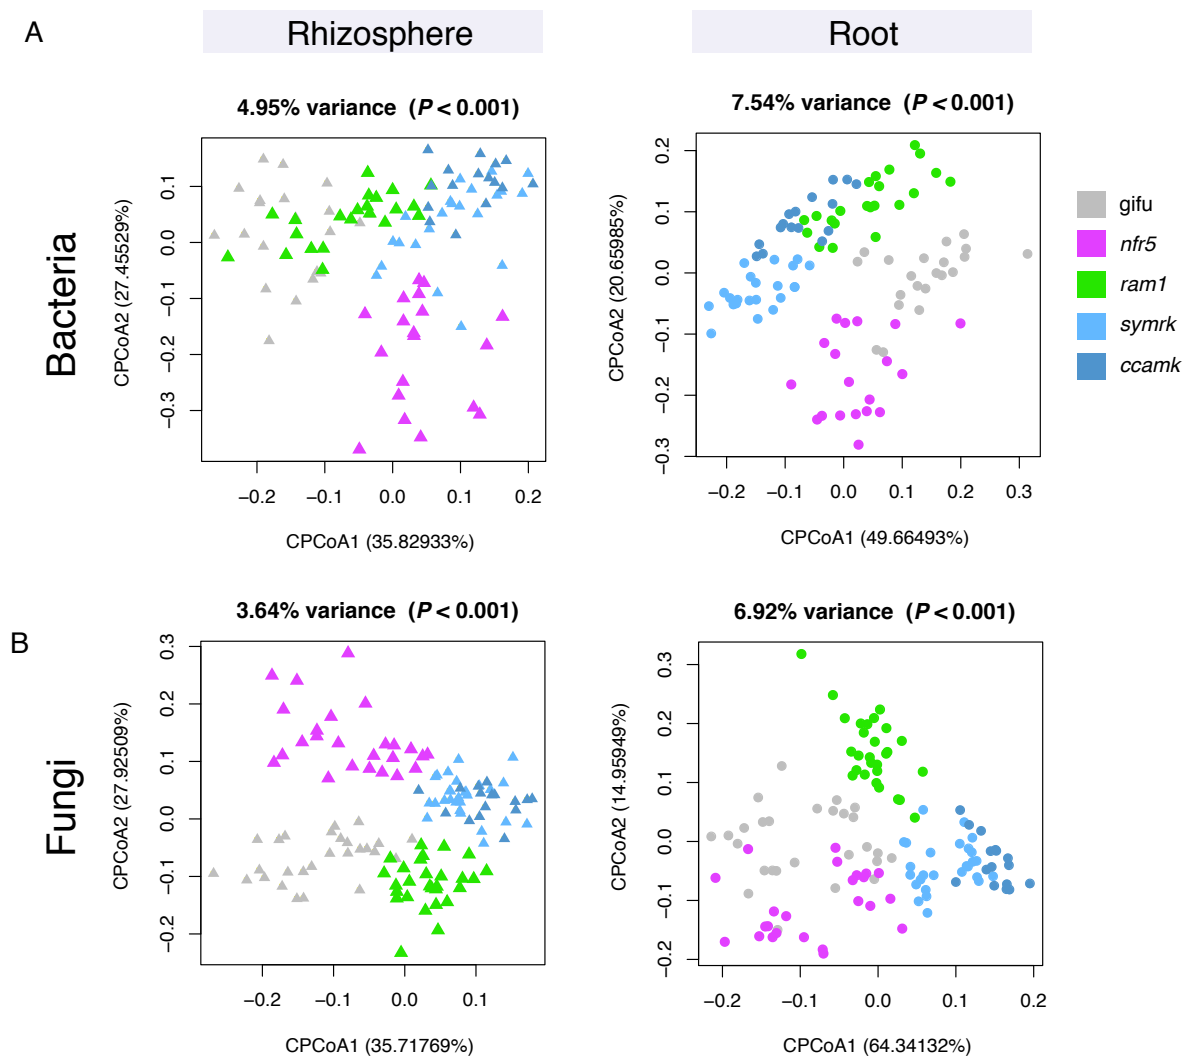 A
Rhizosphere
Root
4.95% variance (P < 0.001)
7.54% variance (P < 0.001)
Bacteria
CPCoA2 (27.45529%)
0.1
0.0
−0.1
−0.2
−0.3
−0.2
−0.1
0.0
0.1
0.2
CPCoA1 (35.82933%)
CPCoA2 (20.65985%)
0.2
0.1
0.0
−0.1
−0.2
−0.3
−0.2
−0.1
0.0
0.1
0.2
0.3
CPCoA1 (49.66493%)
gifu
nfr5
ram1
symrk
ccamk
B
3.64% variance (P < 0.001)
6.92% variance (P < 0.001)
Fungi
CPCoA2 (27.92509%)
0.3
0.2
0.1
0.0
−0.1
−0.2
−0.2
−0.1
0.0
0.1
CPCoA1 (35.71769%)
CPCoA2 (14.95949%)
0.3
0.2
0.1
0.0
−0.1
−0.2
−0.2
−0.1
0.0
0.1
0.2
CPCoA1 (64.34132%)